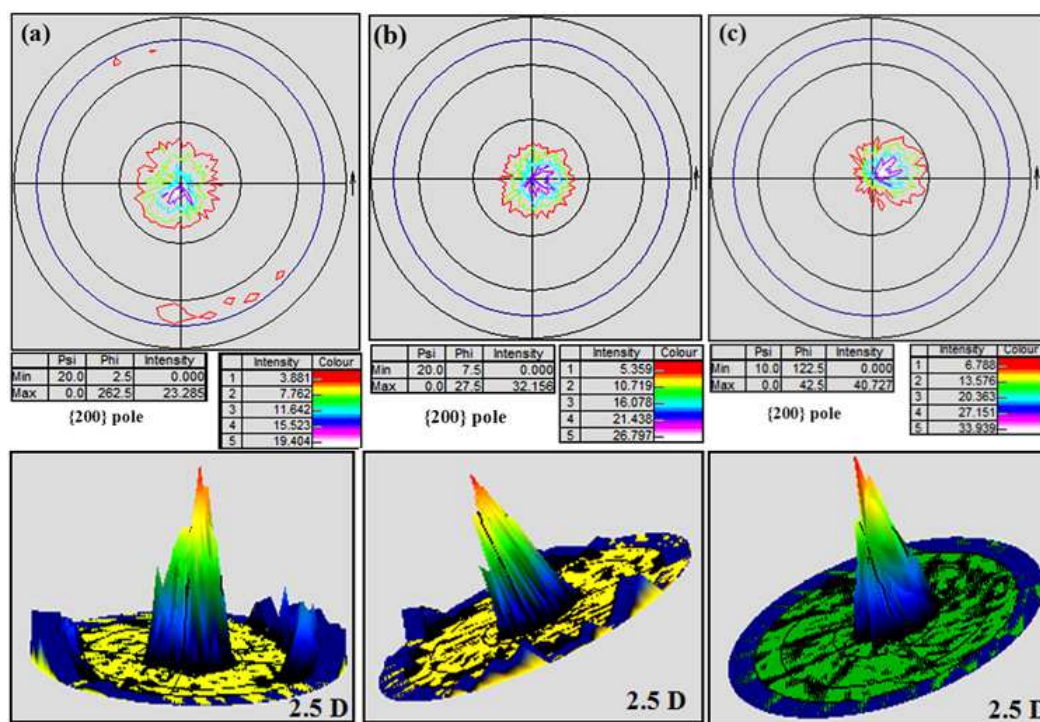 (a)
Psi Phi Intensity
Min 20.0 2.5 0.000
Max 0.0 262.5 23.285
{200} pole
Intensity Colour
1 3.881
2 7.762
3 11.642
4 15.523
5 19.404
(b)
Psi Phi Intensity
Min 20.0 7.5 0.000
Max 0.0 27.5 32.156
{200} pole
Intensity Colour
1 5.359
2 10.719
3 16.078
4 21.438
5 26.797
(c)
Psi Phi Intensity
Min 10.0 122.5 0.000
Max 0.0 42.5 40.727
{200} pole
Intensity Colour
1 6.788
2 13.576
3 20.363
4 27.151
5 33.939
2.5 D
2.5 D
2.5 D